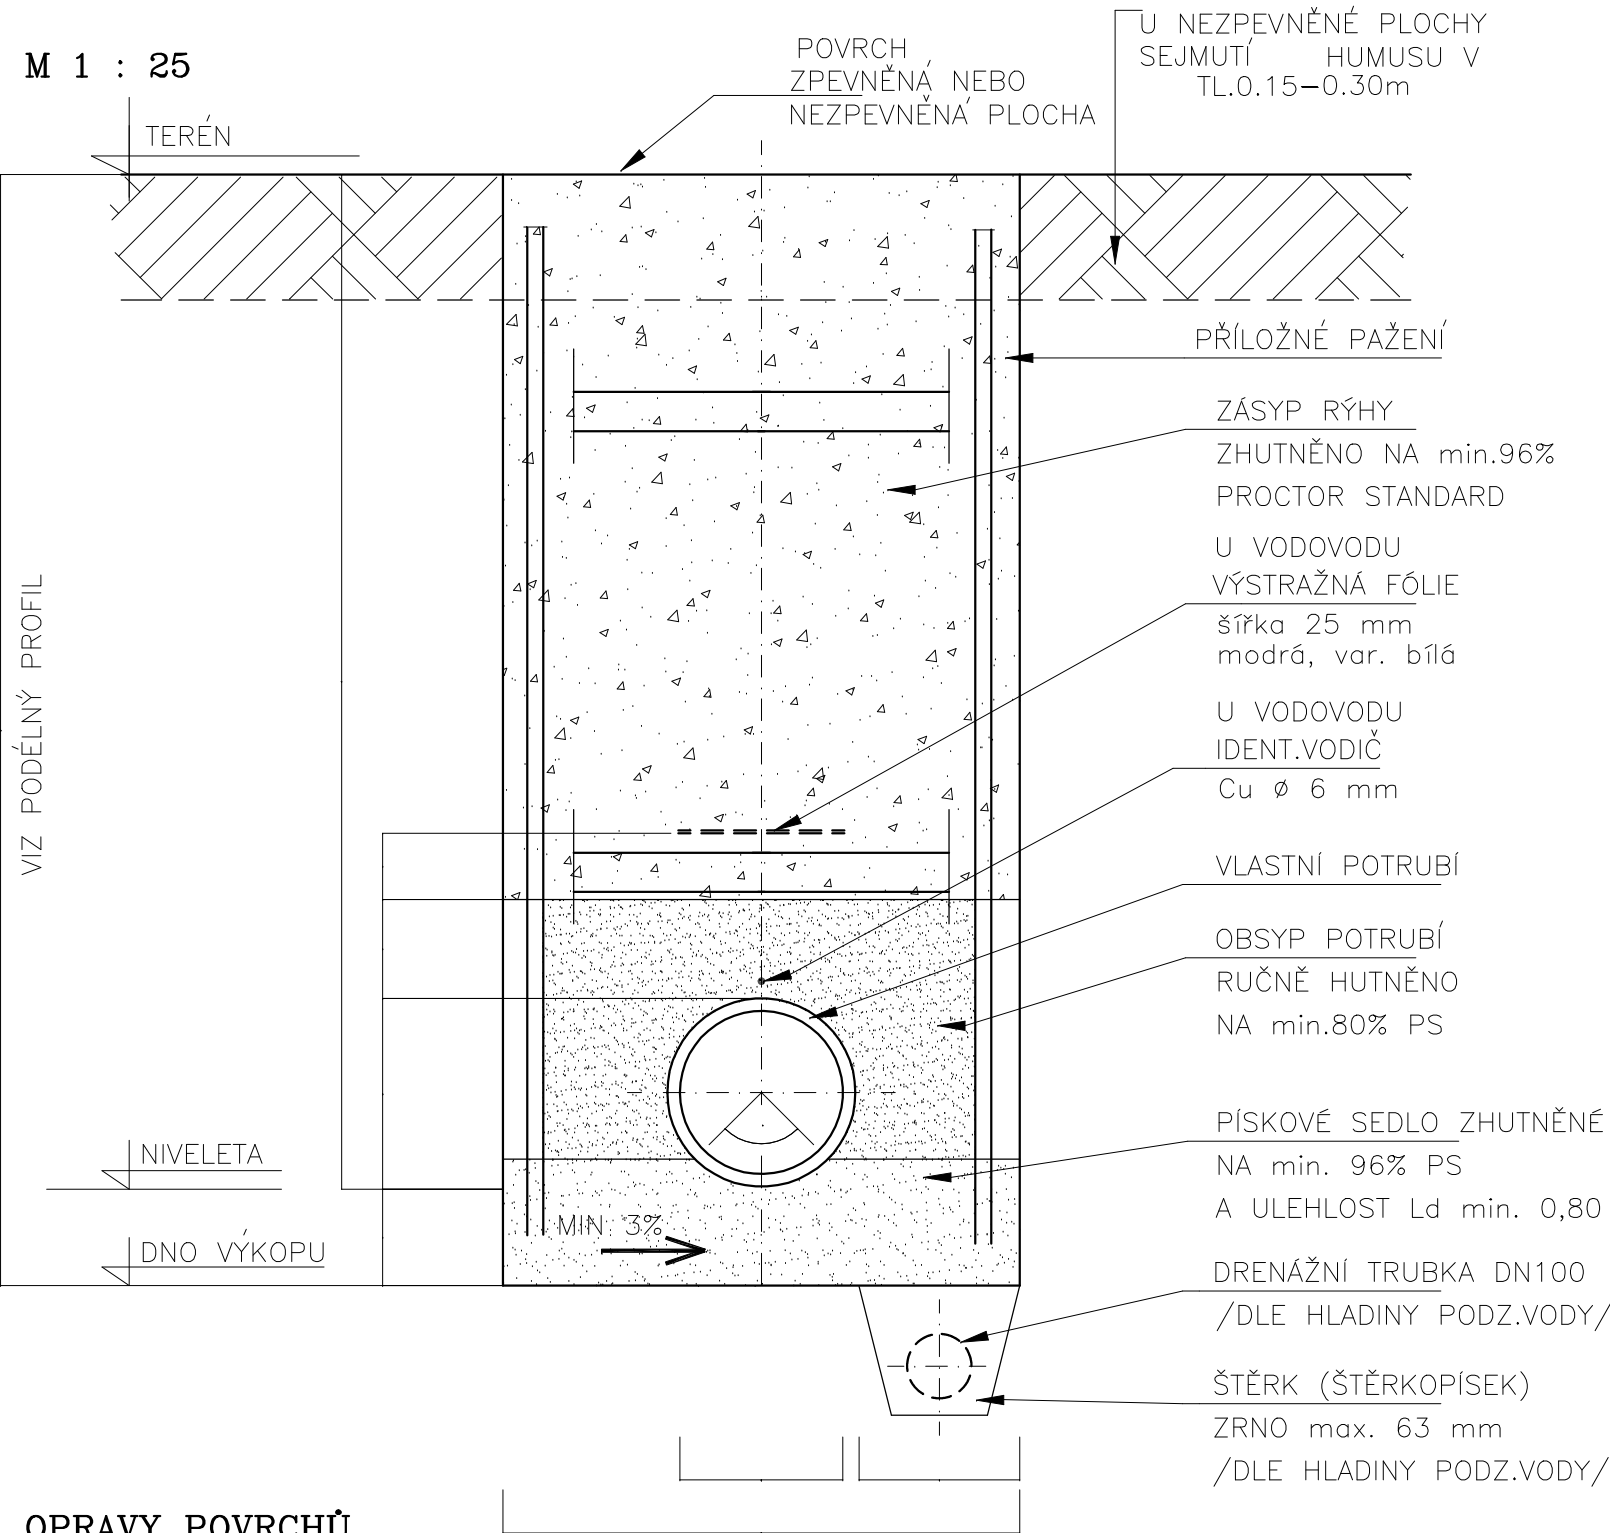 M 1 : 25
POVRCH
ZPEVNĚNÁ NEBO
NEZPEVNĚNÁ PLOCHA
U NEZPEVNĚNÉ PLOCHY
SEJMUTÍ HUMUSU V
TL.0.15-0.30m
TERÉN
PŘÍLOŽNÉ PAŽENÍ
ZÁSYP RÝHY
ZHUTNĚNO NA min.96%
PROCTOR STANDARD
U VODOVODU
VÝSTRAŽNÁ FÓLIE
šířka 25 mm
modrá, var. bílá
U VODOVODU
IDENT.VODIČ
Cu ø 6 mm
VIZ PODÉLNÝ PROFIL
VLASTNÍ POTRUBÍ
OBSYP POTRUBÍ
RUČNĚ HUTNĚNO
NA min.80% PS
PÍSKOVÉ SEDLO ZHUTNĚNÉ
NA min. 96% PS
A ULEHLOST Ld min. 0,80
NIVELETA
MIN 3%
DNO VÝKOPU
DRENÁŽNÍ TRUBKA DN100
/DLE HLADINY PODZ.VODY/
ŠTĚRK (ŠTĚRKOPÍSEK)
ZRNO max. 63 mm
/DLE HLADINY PODZ.VODY/
OPRAVY POVRCHŮ